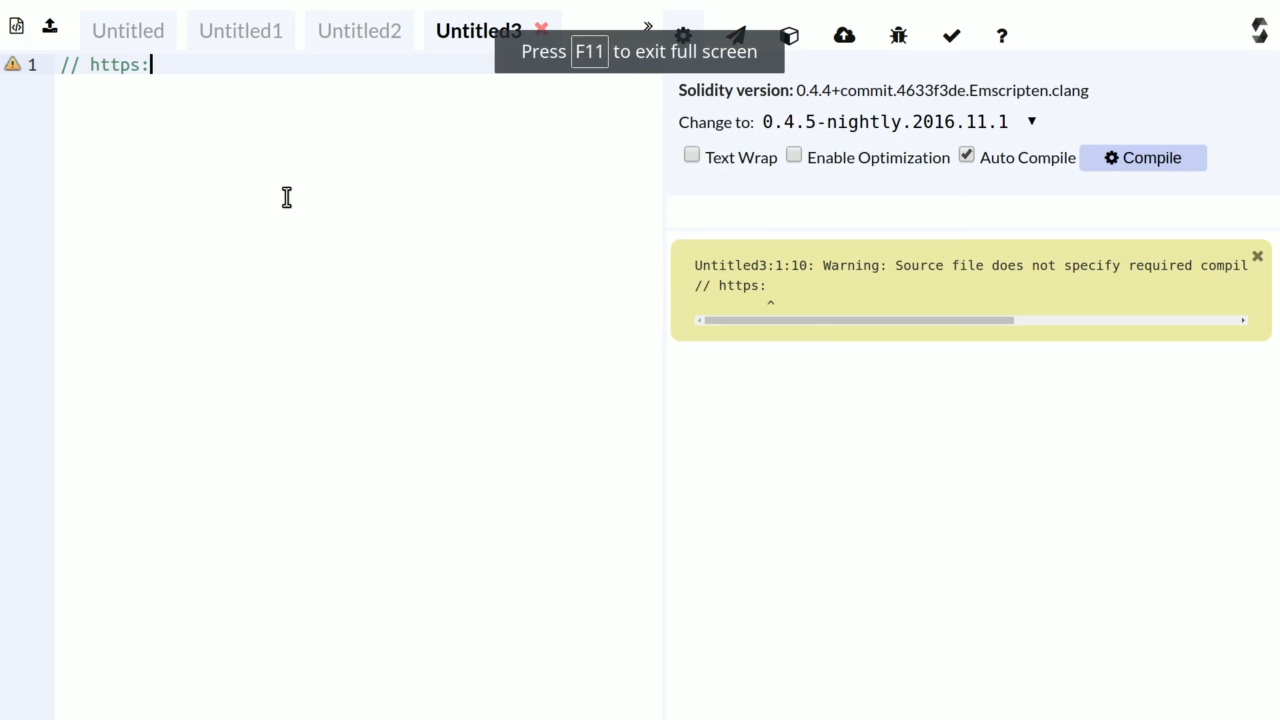 Untitled Untitled1 Untitled2 Untitled3 »
Press F11 to exit full screen
1 // https:
Solidity version: 0.4.4+commit.4633f3de.Emscripten.clang
Change to: 0.4.5-nightly.2016.11.1
Text Wrap Enable Optimization Auto Compile Compile
Untitled3:1:10: Warning: Source file does not specify required compil
// https:
^